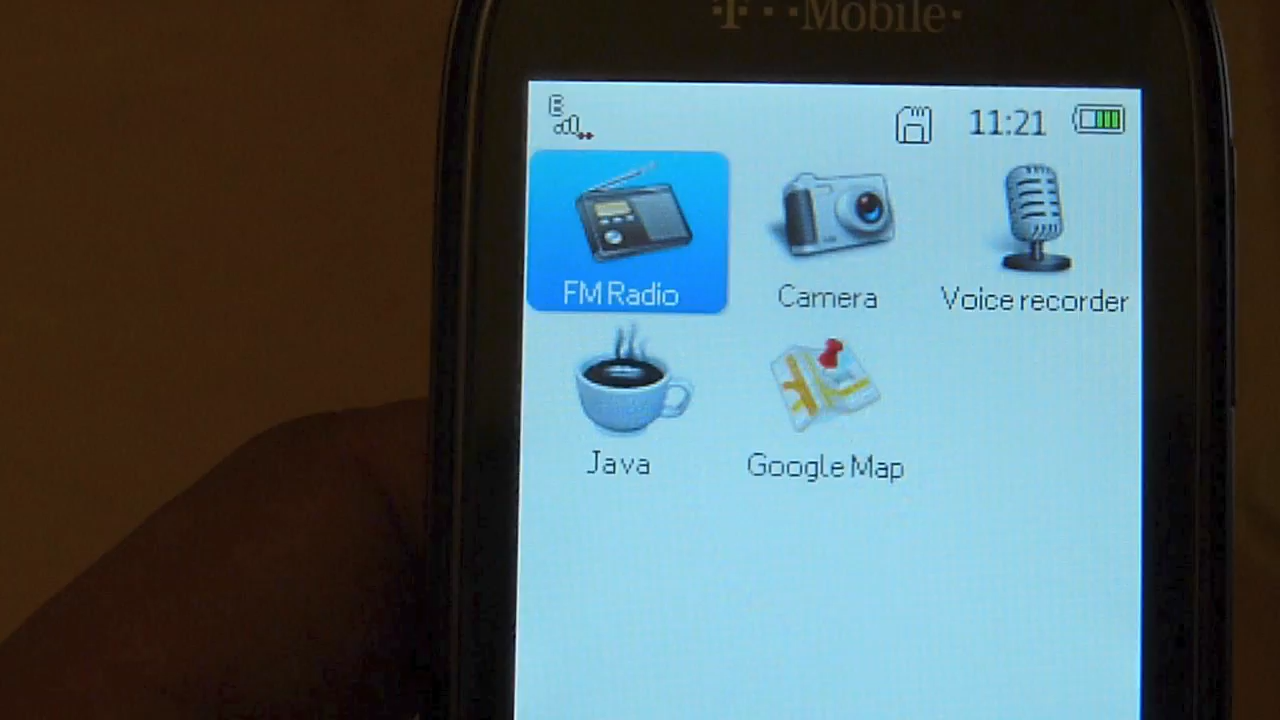 T··Mobile·
E
11:21
FM Radio
Camera
Voice recorder
Java
Google Map